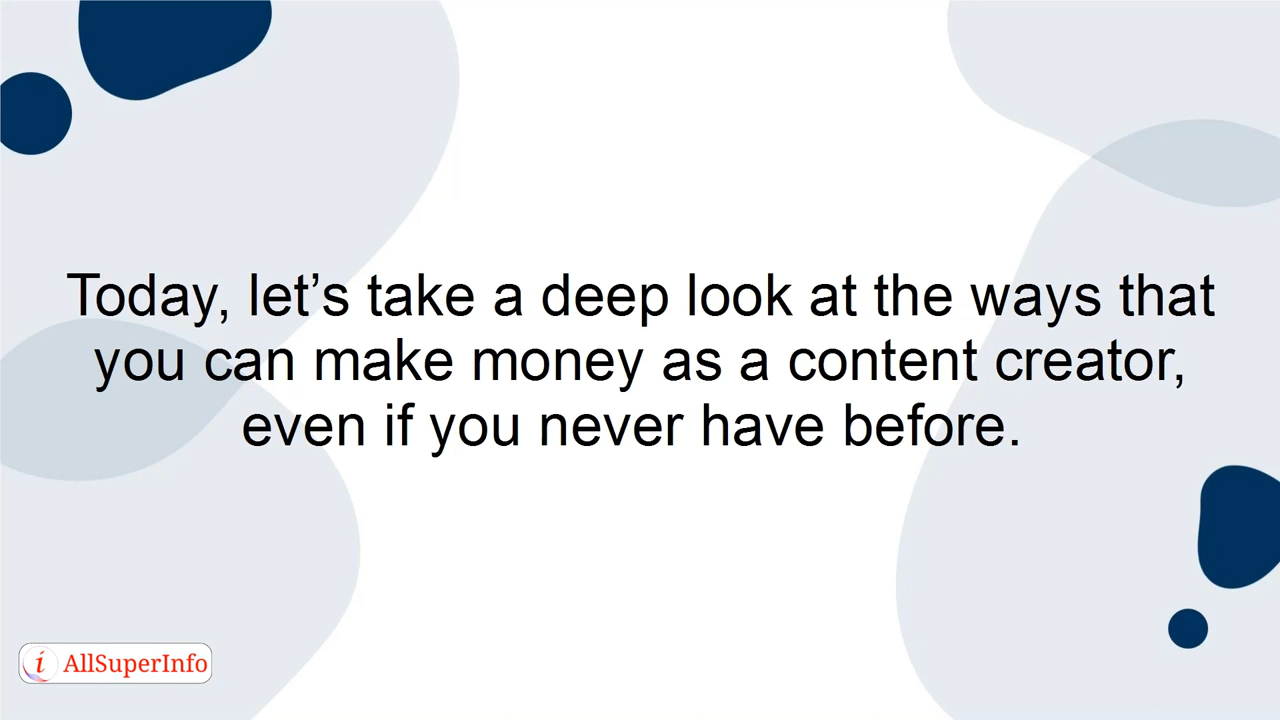 Today, let’s take a deep look at the ways that
you can make money as a content creator,
even if you never have before.
i AllSuperInfo